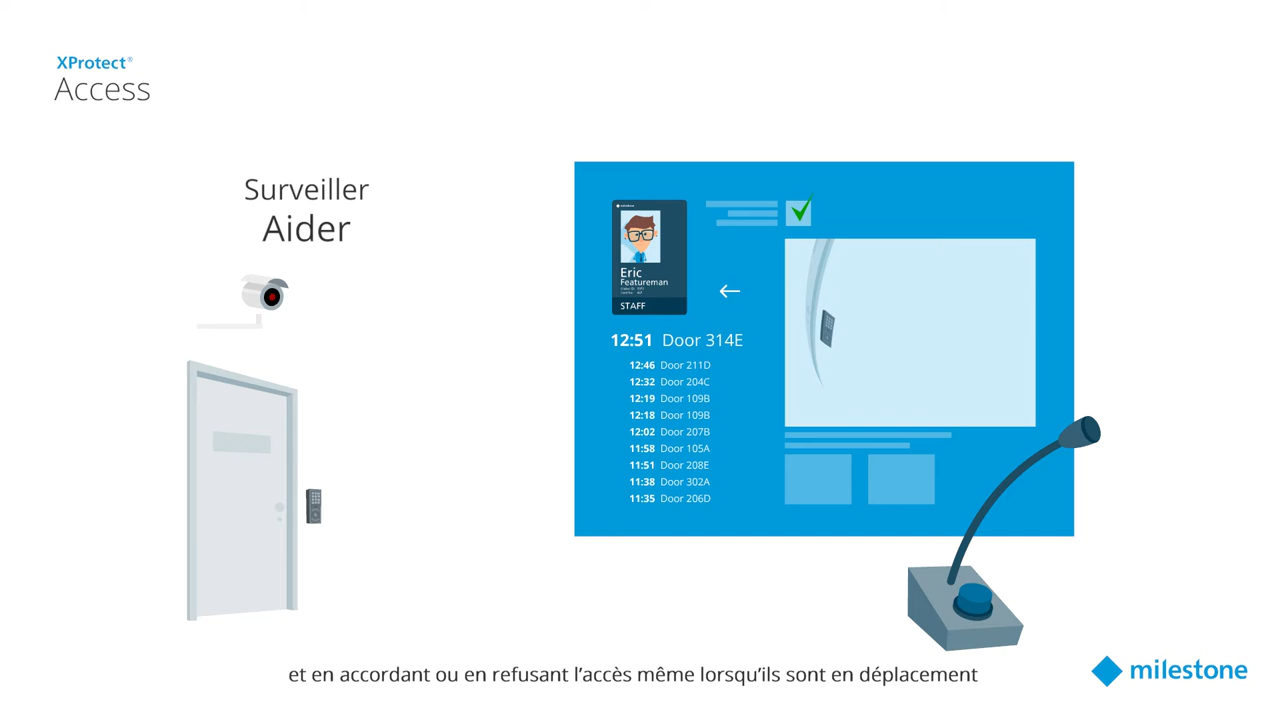 XProtect®
Access
Surveiller
Aider
milestone
Eric
Featureman
STAFF
12:51 Door 314E
12:46 Door 211D
12:32 Door 204C
12:19 Door 109B
12:18 Door 109B
12:02 Door 207B
11:58 Door 105A
11:51 Door 208E
11:38 Door 302A
11:35 Door 206D
et en accordant ou en refusant l’accès même lorsqu’ils sont en déplacement
milestone